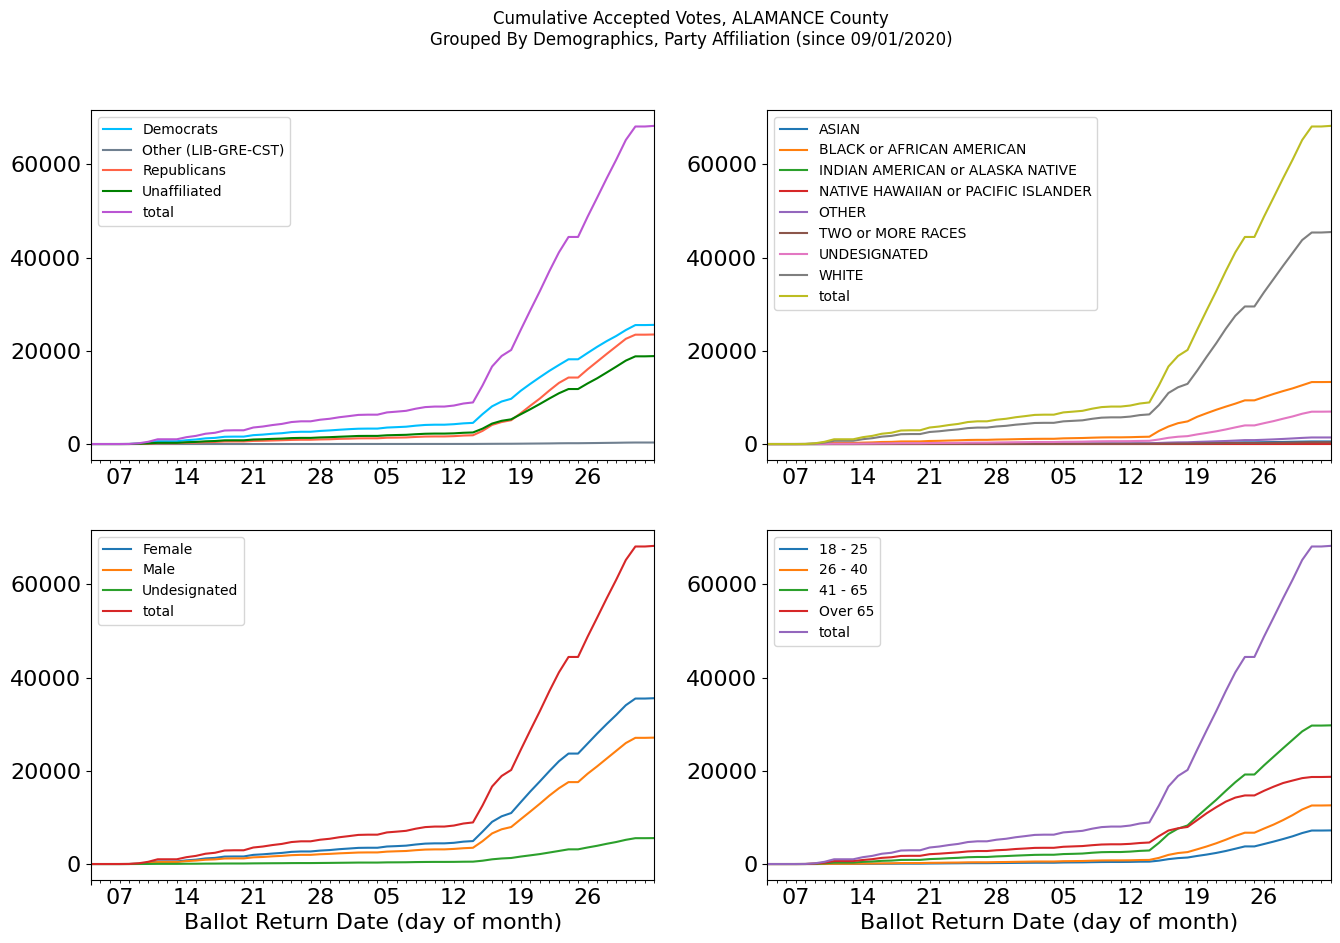 Cumulative Accepted Votes, ALAMANCE County
Grouped By Demographics, Party Affiliation (since 09/01/2020)
Democrats
Other (LIB-GRE-CST)
Republicans
Unaffiliated
total
60000
40000
20000
0
07 14 21 28 05 12 19 26
ASIAN
BLACK or AFRICAN AMERICAN
INDIAN AMERICAN or ALASKA NATIVE
NATIVE HAWAIIAN or PACIFIC ISLANDER
OTHER
TWO or MORE RACES
UNDESIGNATED
WHITE
total
60000
40000
20000
0
07 14 21 28 05 12 19 26
Female
Male
Undesignated
total
60000
40000
20000
0
07 14 21 28 05 12 19 26
Ballot Return Date (day of month)
18 - 25
26 - 40
41 - 65
Over 65
total
60000
40000
20000
0
07 14 21 28 05 12 19 26
Ballot Return Date (day of month)